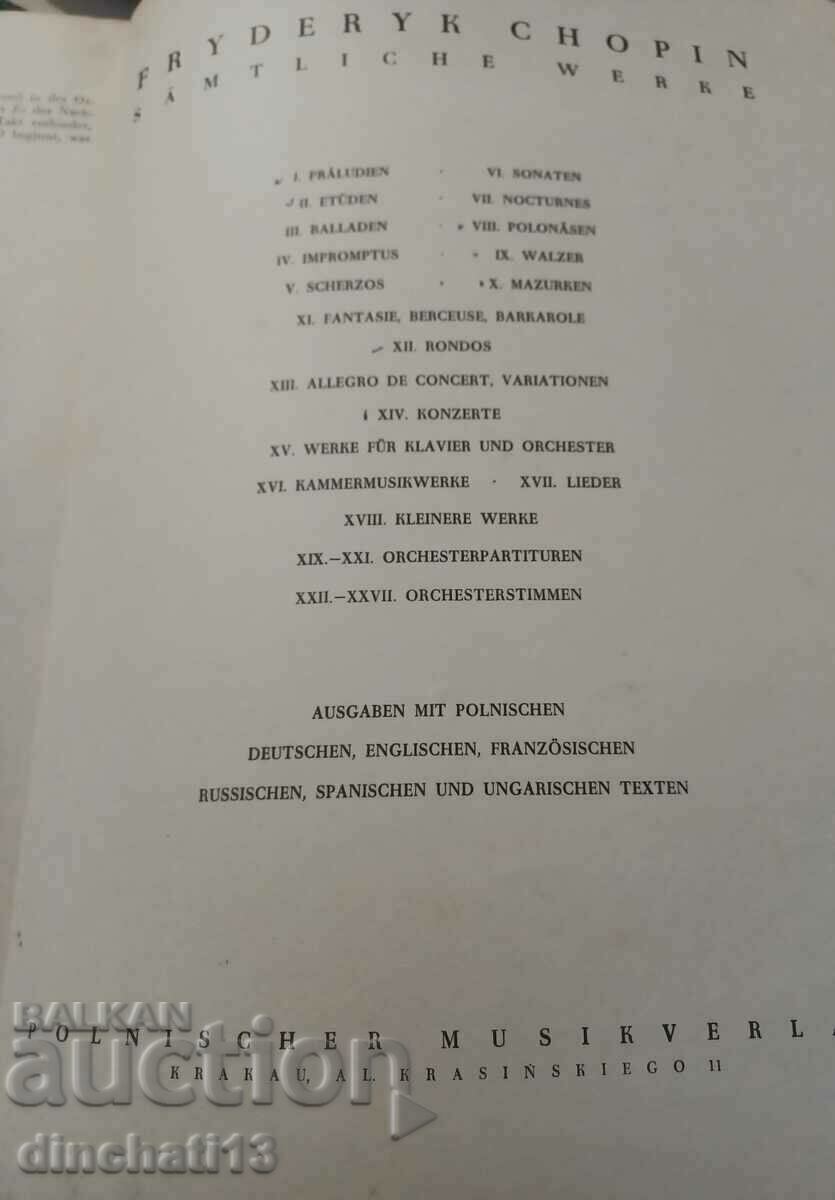 FRYDERYK CHOPIN
SÄMTLICHE WERKE
I. PRÄLUDIEN · VI. SONATEN
II. ETÜDEN · VII. NOCTURNES
III. BALLADEN · VIII. POLONÄSEN
IV. IMPROMPTUS · IX. WALZER
V. SCHERZOS · X. MAZURKEN
XI. FANTASIE, BERCEUSE, BARKAROLE
XII. RONDOS
XIII. ALLEGRO DE CONCERT, VARIATIONEN
XIV. KONZERTE
XV. WERKE FÜR KLAVIER UND ORCHESTER
XVI. KAMMERMUSIKWERKE · XVII. LIEDER
XVIII. KLEINERE WERKE
XIX.–XXI. ORCHESTERPARTITUREN
XXII.–XXVII. ORCHESTERSTIMMEN
AUSGABEN MIT POLNISCHEN
DEUTSCHEN, ENGLISCHEN, FRANZÖSISCHEN
RUSSISCHEN, SPANISCHEN UND UNGARISCHEN TEXTEN
POLNISCHER MUSIKVERLA
KRAKAU, AL. KRASIŃSKIEGO 11
BALKAN
auction
dinchati13